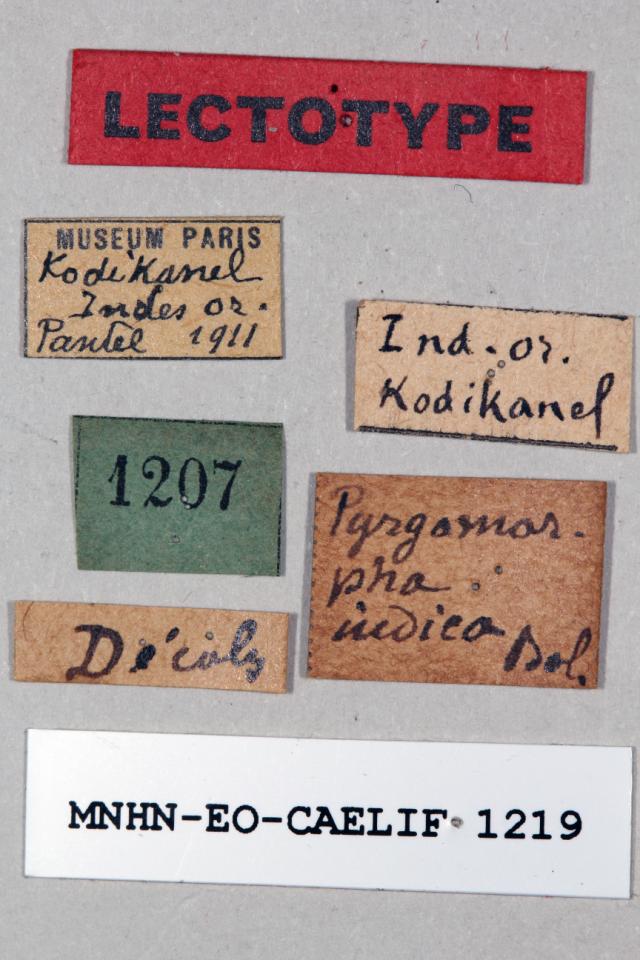 LECTOTYPE
MUSEUM PARIS
Kodikanel
Indes or.
Pantel 1911
Ind. or.
Kodikanel
1207
Pyrgomor-
pha
indica Bol.
Décoly
MNHN-EO-CAELIF 1219